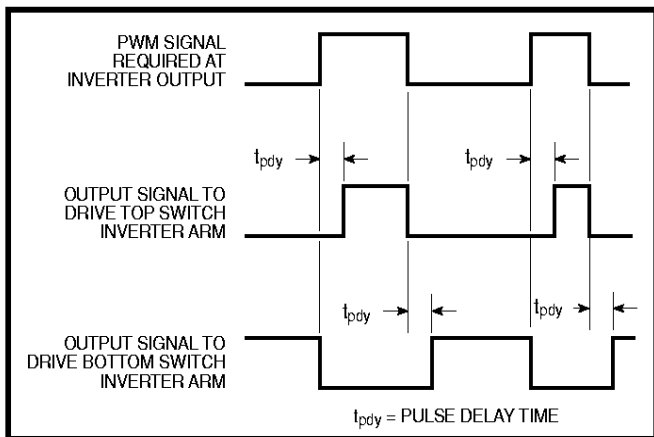 PWM SIGNAL
REQUIRED AT
INVERTER OUTPUT
tpdy
tpdy
OUTPUT SIGNAL TO
DRIVE TOP SWITCH
INVERTER ARM
tpdy
tpdy
OUTPUT SIGNAL TO
DRIVE BOTTOM SWITCH
INVERTER ARM
tpdy = PULSE DELAY TIME